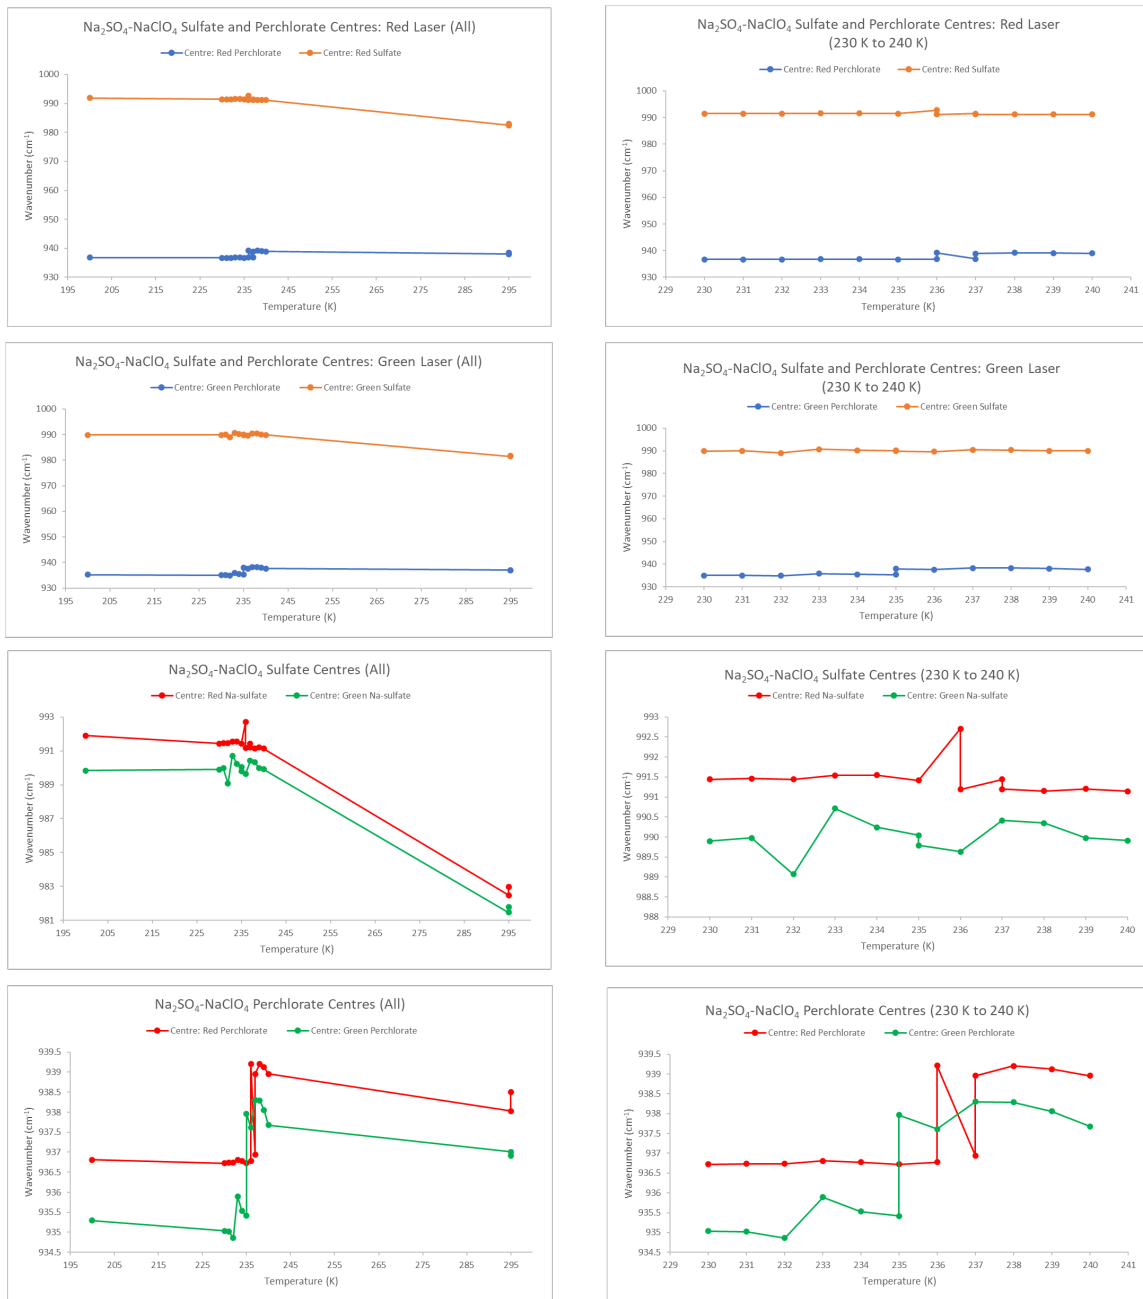 Na₂SO₄-NaClO₄ Sulfate and Perchlorate Centres: Red Laser (All)
Centre: Red Perchlorate
Centre: Red Sulfate
1000
990
980
970
960
950
940
930
195 205 215 225 235 245 255 265 275 285 295
Wavenumber (cm⁻¹)
Temperature (K)
Na₂SO₄-NaClO₄ Sulfate and Perchlorate Centres: Red Laser
(230 K to 240 K)
Centre: Red Perchlorate
Centre: Red Sulfate
1000
990
980
970
960
950
940
930
229 230 231 232 233 234 235 236 237 238 239 240 241
Wavenumber (cm⁻¹)
Temperature (K)
Na₂SO₄-NaClO₄ Sulfate and Perchlorate Centres: Green Laser (All)
Centre: Green Perchlorate
Centre: Green Sulfate
1000
990
980
970
960
950
940
930
195 205 215 225 235 245 255 265 275 285 295
Wavenumber (cm⁻¹)
Temperature (K)
Na₂SO₄-NaClO₄ Sulfate and Perchlorate Centres: Green Laser
(230 K to 240 K)
Centre: Green Perchlorate
Centre: Green Sulfate
1000
990
980
970
960
950
940
930
229 230 231 232 233 234 235 236 237 238 239 240 241
Wavenumber (cm⁻¹)
Temperature (K)
Na₂SO₄-NaClO₄ Sulfate Centres (All)
Centre: Red Na-sulfate
Centre: Green Na-sulfate
993
991
989
987
985
983
981
195 205 215 225 235 245 255 265 275 285 295
Wavenumber (cm⁻¹)
Temperature (K)
Na₂SO₄-NaClO₄ Sulfate Centres (230 K to 240 K)
Centre: Red Na-sulfate
Centre: Green Na-sulfate
993
992.5
992
991.5
991
990.5
990
989.5
989
988.5
988
229 230 231 232 233 234 235 236 237 238 239 240
Wavenumber (cm⁻¹)
Temperature (K)
Na₂SO₄-NaClO₄ Perchlorate Centres (All)
Centre: Red Perchlorate
Centre: Green Perchlorate
939.5
939
938.5
938
937.5
937
936.5
936
935.5
935
934.5
195 205 215 225 235 245 255 265 275 285 295
Wavenumber (cm⁻¹)
Temperature (K)
Na₂SO₄-NaClO₄ Perchlorate Centres (230 K to 240 K)
Centre: Red Perchlorate
Centre: Green Perchlorate
939.5
939
938.5
938
937.5
937
936.5
936
935.5
935
934.5
229 230 231 232 233 234 235 236 237 238 239 240 241
Wavenumber (cm⁻¹)
Temperature (K)